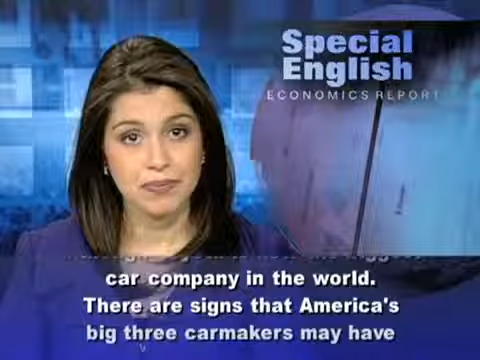 Special
English
ECONOMICS REPORT
car company in the world.
There are signs that America's
big three carmakers may have